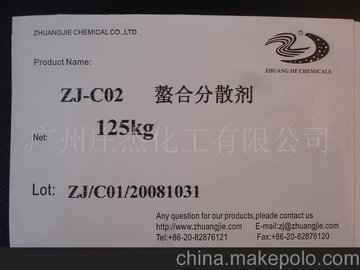 ZHUANGJIE CHEMICAL CO.,LTD
ZHUANG JIE CHEMICALS
Product Name:
ZJ-C02 螯合分散剂
Net: 125kg
广州庄杰化工有限公司
Lot: ZJ/C01/20081031
Any question for our products,please contact us:
http://www.zhuangjie.com E-mail:zj@zhuangjie.com
Tel:+86-20-82876121 Fax:+86-20-82876120
china.makepolo.com